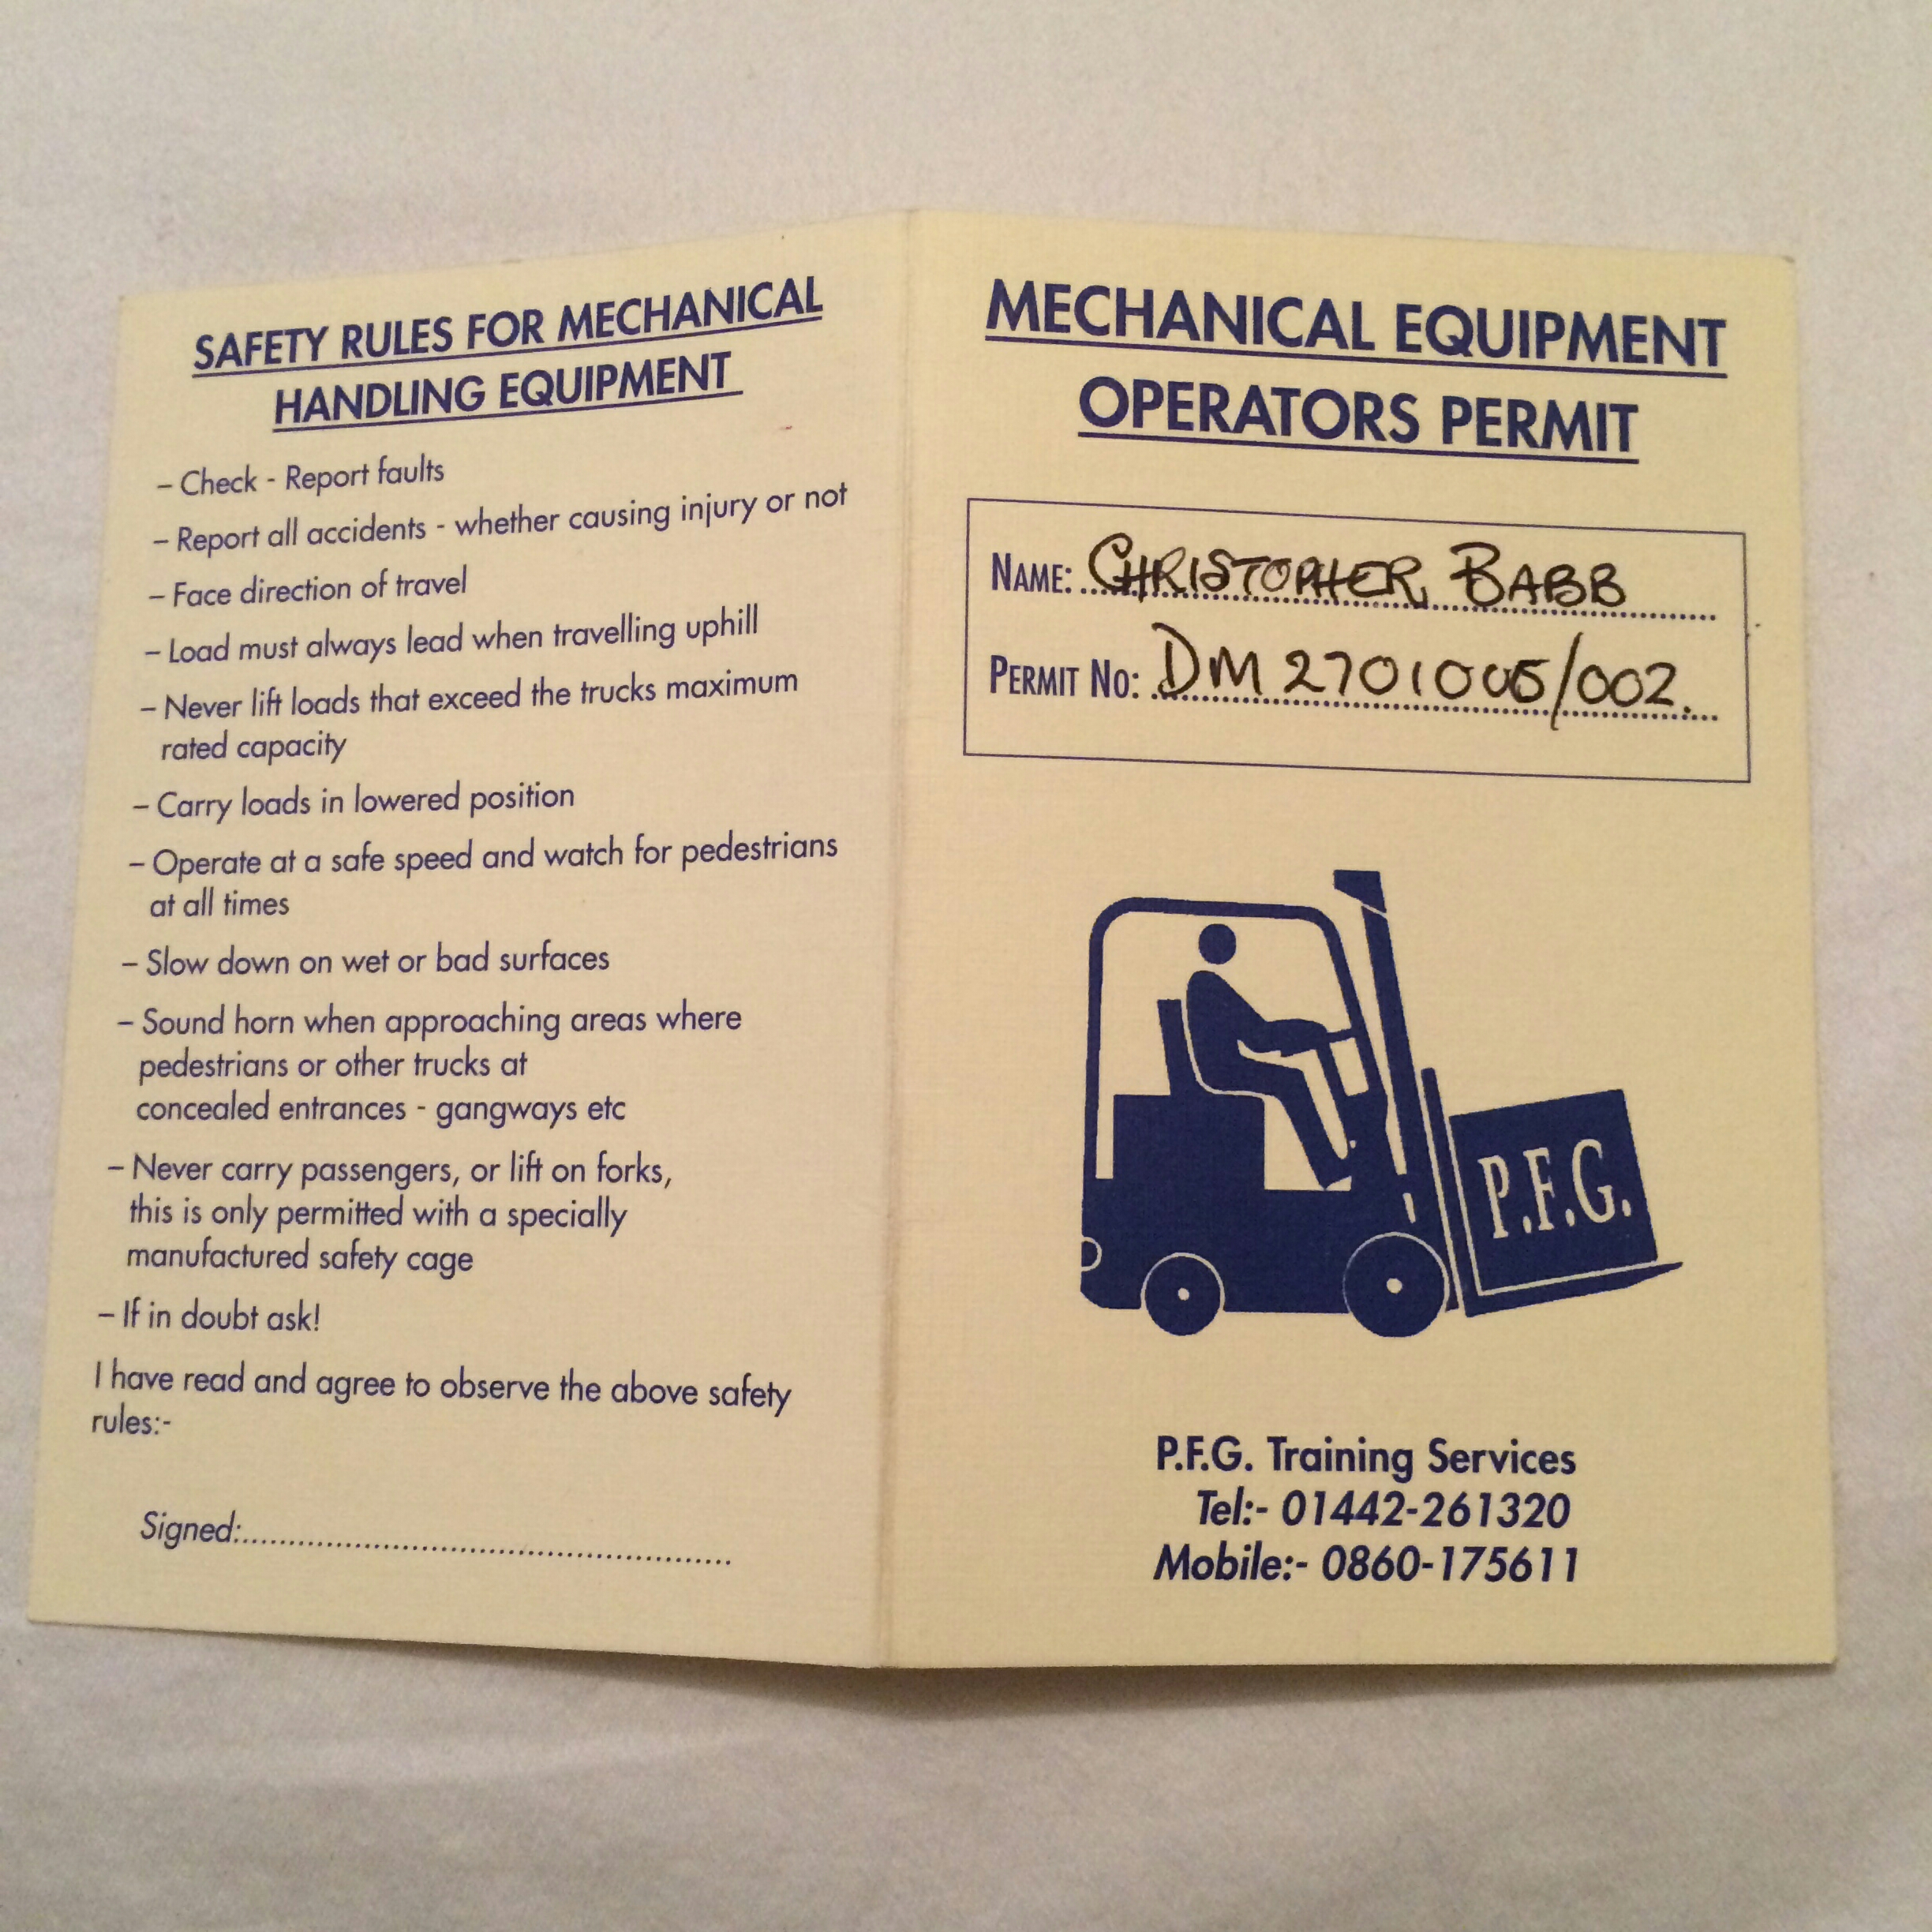 SAFETY RULES FOR MECHANICAL
HANDLING EQUIPMENT
– Check - Report faults
– Report all accidents - whether causing injury or not
– Face direction of travel
– Load must always lead when travelling uphill
– Never lift loads that exceed the trucks maximum
rated capacity
– Carry loads in lowered position
– Operate at a safe speed and watch for pedestrians
at all times
– Slow down on wet or bad surfaces
– Sound horn when approaching areas where
pedestrians or other trucks at
concealed entrances - gangways etc
– Never carry passengers, or lift on forks,
this is only permitted with a specially
manufactured safety cage
– If in doubt ask!
I have read and agree to observe the above safety
rules:-
Signed:
MECHANICAL EQUIPMENT
OPERATORS PERMIT
NAME: CHRISTOPHER BABB
PERMIT NO: DM 2701005/002.
P.F.G.
P.F.G. Training Services
Tel:- 01442-261320
Mobile:- 0860-175611